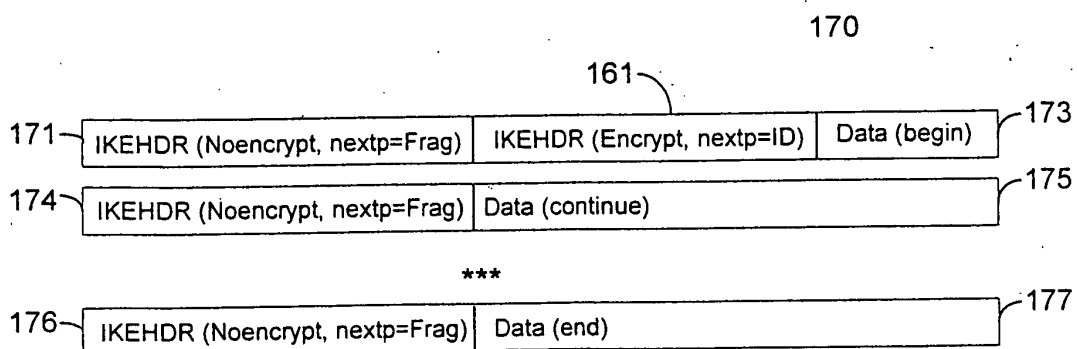 170
161
171 IKEHDR (Noencrypt, nextp=Frag) IKEHDR (Encrypt, nextp=ID) Data (begin) 173
174 IKEHDR (Noencrypt, nextp=Frag) Data (continue) 175
***
176 IKEHDR (Noencrypt, nextp=Frag) Data (end) 177